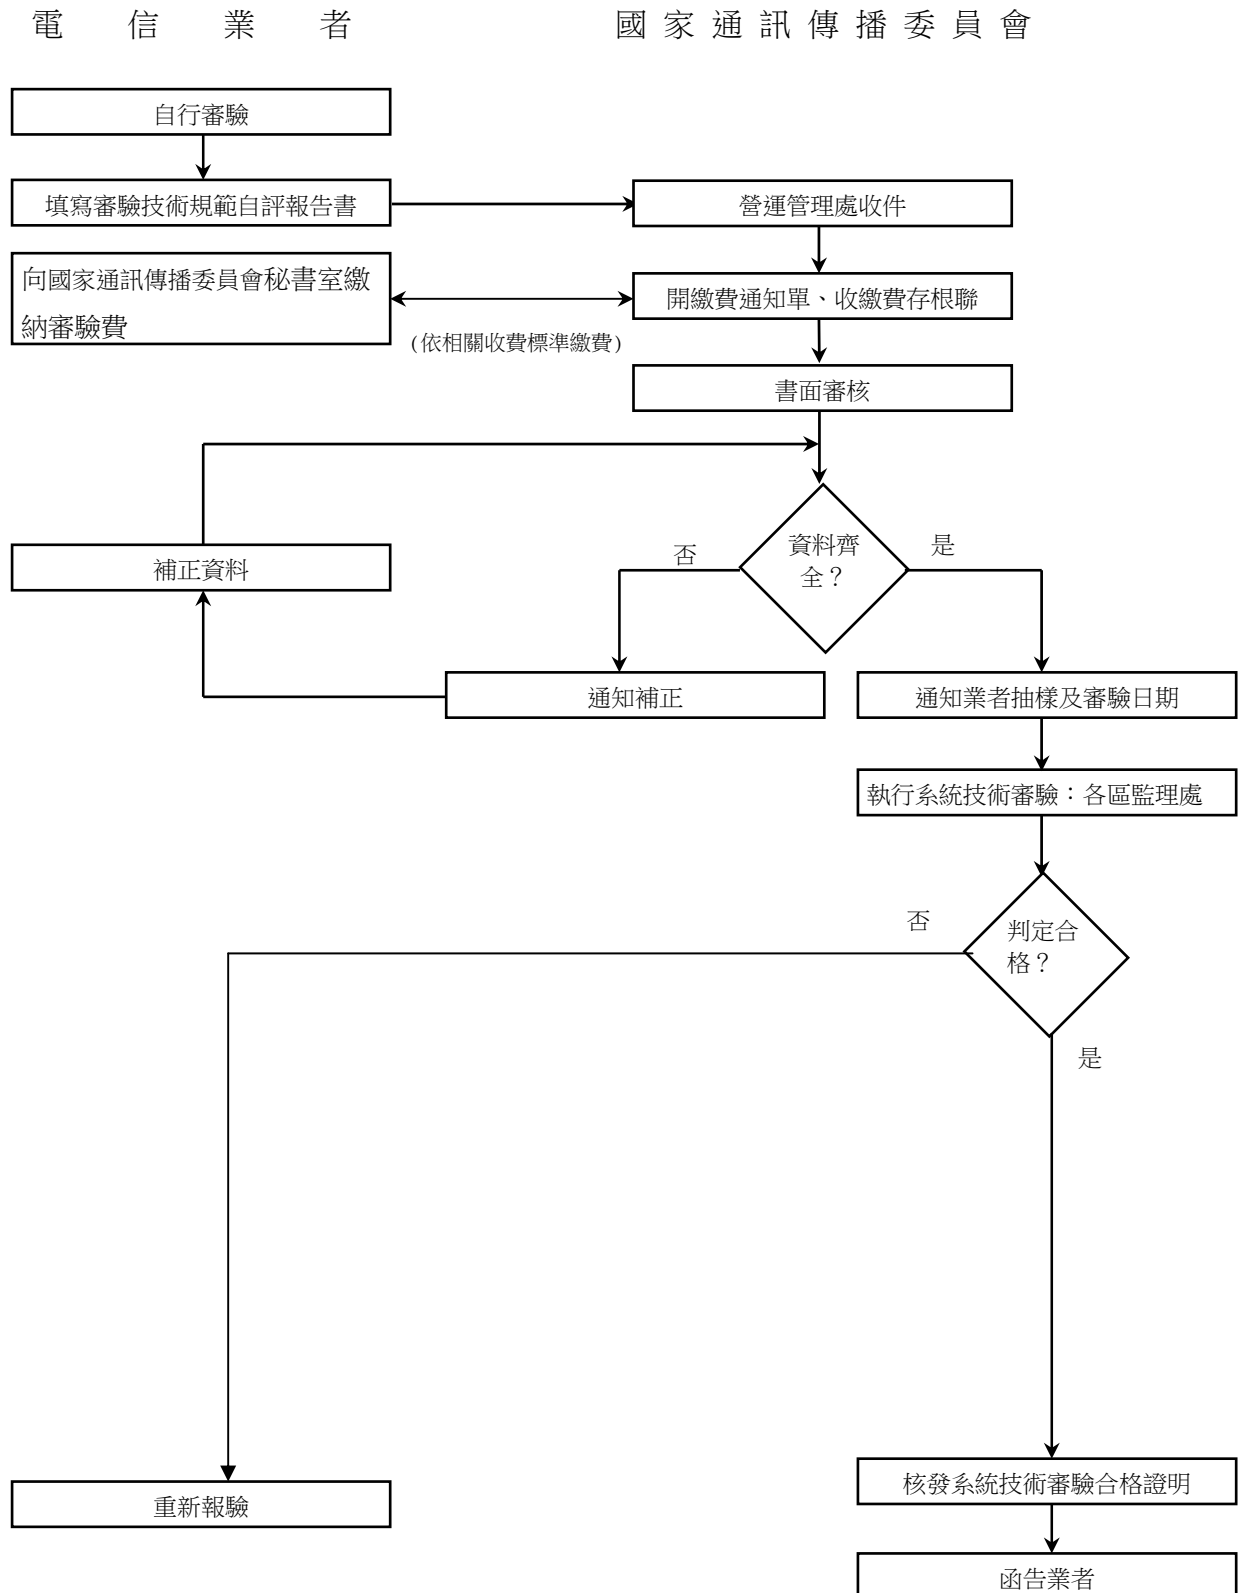 電信業者
國家通訊傳播委員會
自行審驗
填寫審驗技術規範自評報告書
營運管理處收件
向國家通訊傳播委員會秘書室繳
納審驗費
(依相關收費標準繳費)
開繳費通知單、收繳費存根聯
書面審核
資料齊
全？
否
是
補正資料
通知補正
通知業者抽樣及審驗日期
執行系統技術審驗：各區監理處
判定合
格？
否
是
重新報驗
核發系統技術審驗合格證明
函告業者